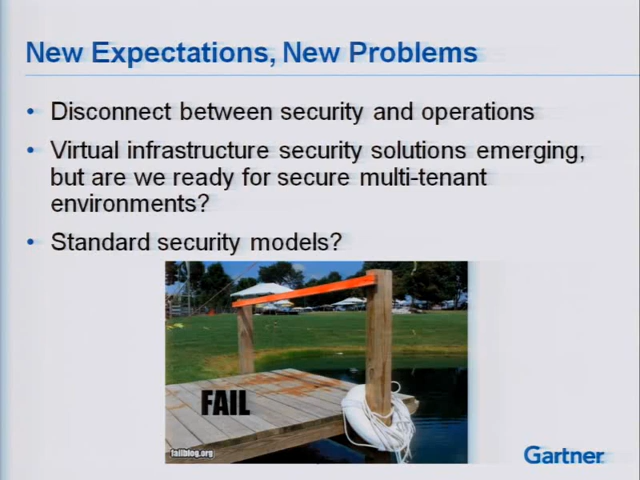 New Expectations, New Problems
• Disconnect between security and operations
• Virtual infrastructure security solutions emerging,
but are we ready for secure multi-tenant
environments?
• Standard security models?
FAIL
failblog.org
Gartner